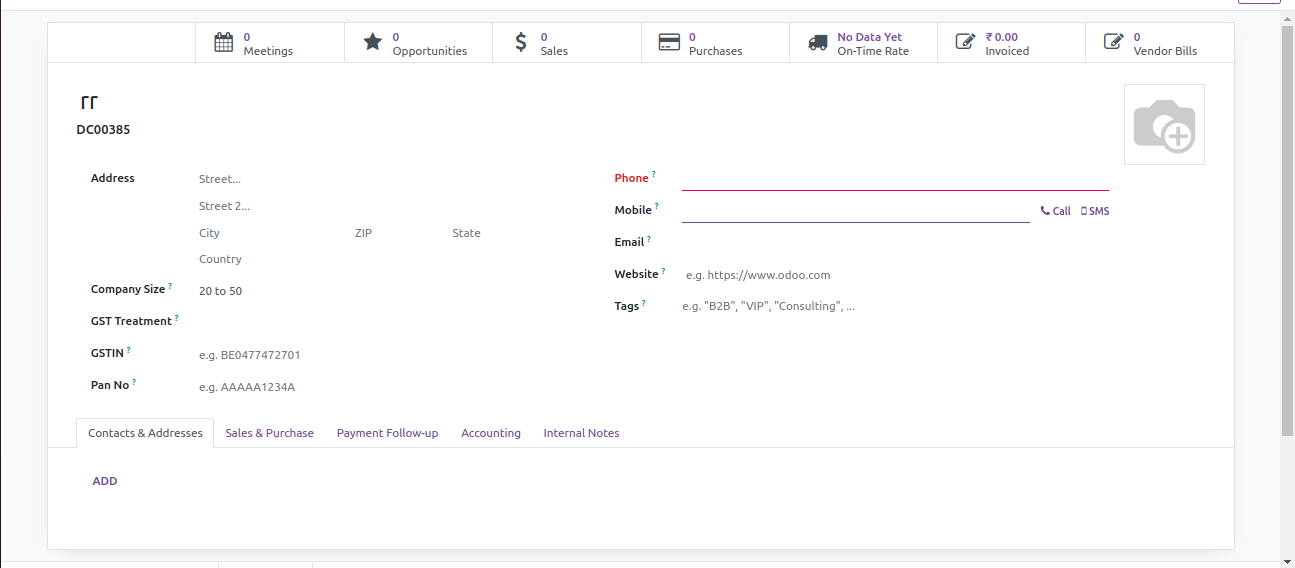 0
Meetings
0
Opportunities
0
Sales
0
Purchases
No Data Yet
On-Time Rate
₹ 0.00
Invoiced
0
Vendor Bills
rr
DC00385
Address
Street...
Street 2...
City ZIP State
Country
Company Size ? 20 to 50
GST Treatment ?
GSTIN ? e.g. BE0477472701
Pan No ? e.g. AAAAA1234A
Phone ?
Mobile ? Call SMS
Email ?
Website ? e.g. https://www.odoo.com
Tags ? e.g. "B2B", "VIP", "Consulting", ...
Contacts & Addresses Sales & Purchase Payment Follow-up Accounting Internal Notes
ADD